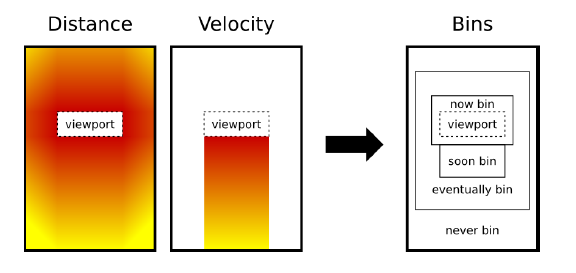 Distance
Velocity
Bins
viewport
viewport
now bin
viewport
soon bin
eventually bin
never bin